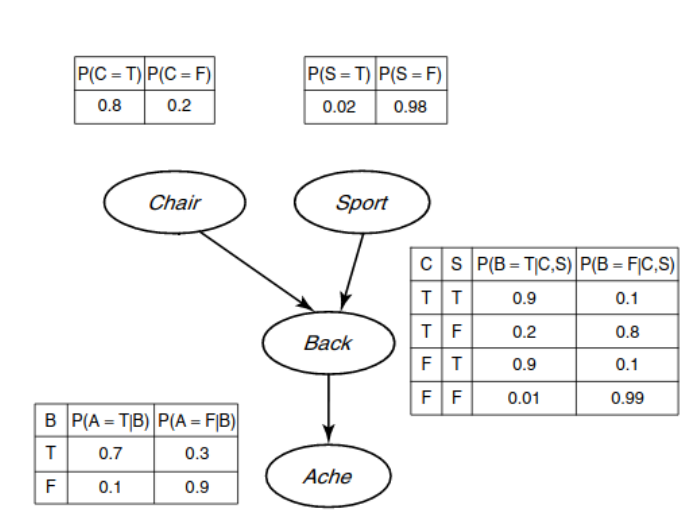 P(C = T) P(C = F)
0.8 0.2
P(S = T) P(S = F)
0.02 0.98
Chair
Sport
C S P(B = T|C,S) P(B = F|C,S)
T T 0.9 0.1
T F 0.2 0.8
F T 0.9 0.1
F F 0.01 0.99
Back
B P(A = T|B) P(A = F|B)
T 0.7 0.3
F 0.1 0.9
Ache